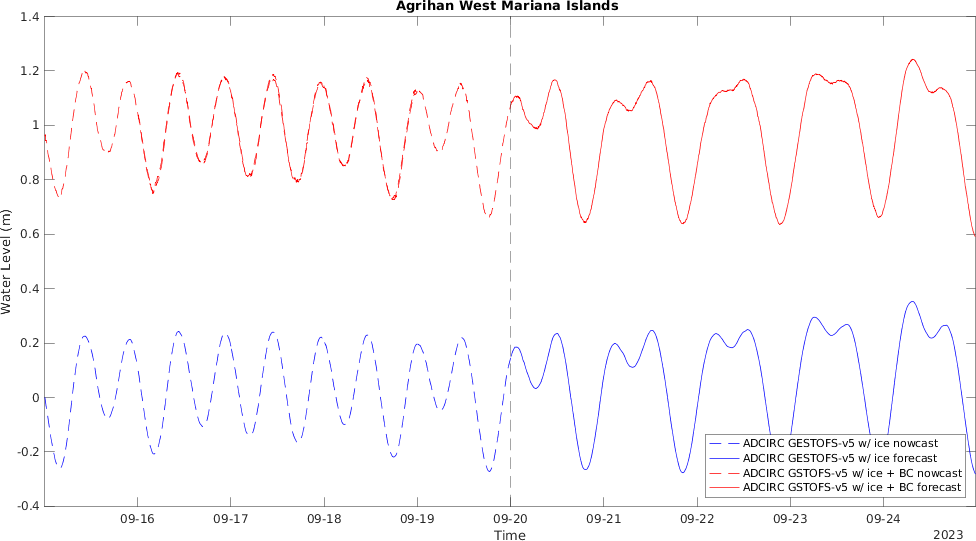 Agrihan West Mariana Islands
1.4
1.2
1
0.8
0.6
0.4
0.2
0
-0.2
-0.4
Water Level (m)
ADCIRC GESTOFS-v5 w/ ice nowcast
ADCIRC GESTOFS-v5 w/ ice forecast
ADCIRC GSTOFS-v5 w/ ice + BC nowcast
ADCIRC GSTOFS-v5 w/ ice + BC forecast
09-16 09-17 09-18 09-19 09-20 09-21 09-22 09-23 09-24
Time
2023